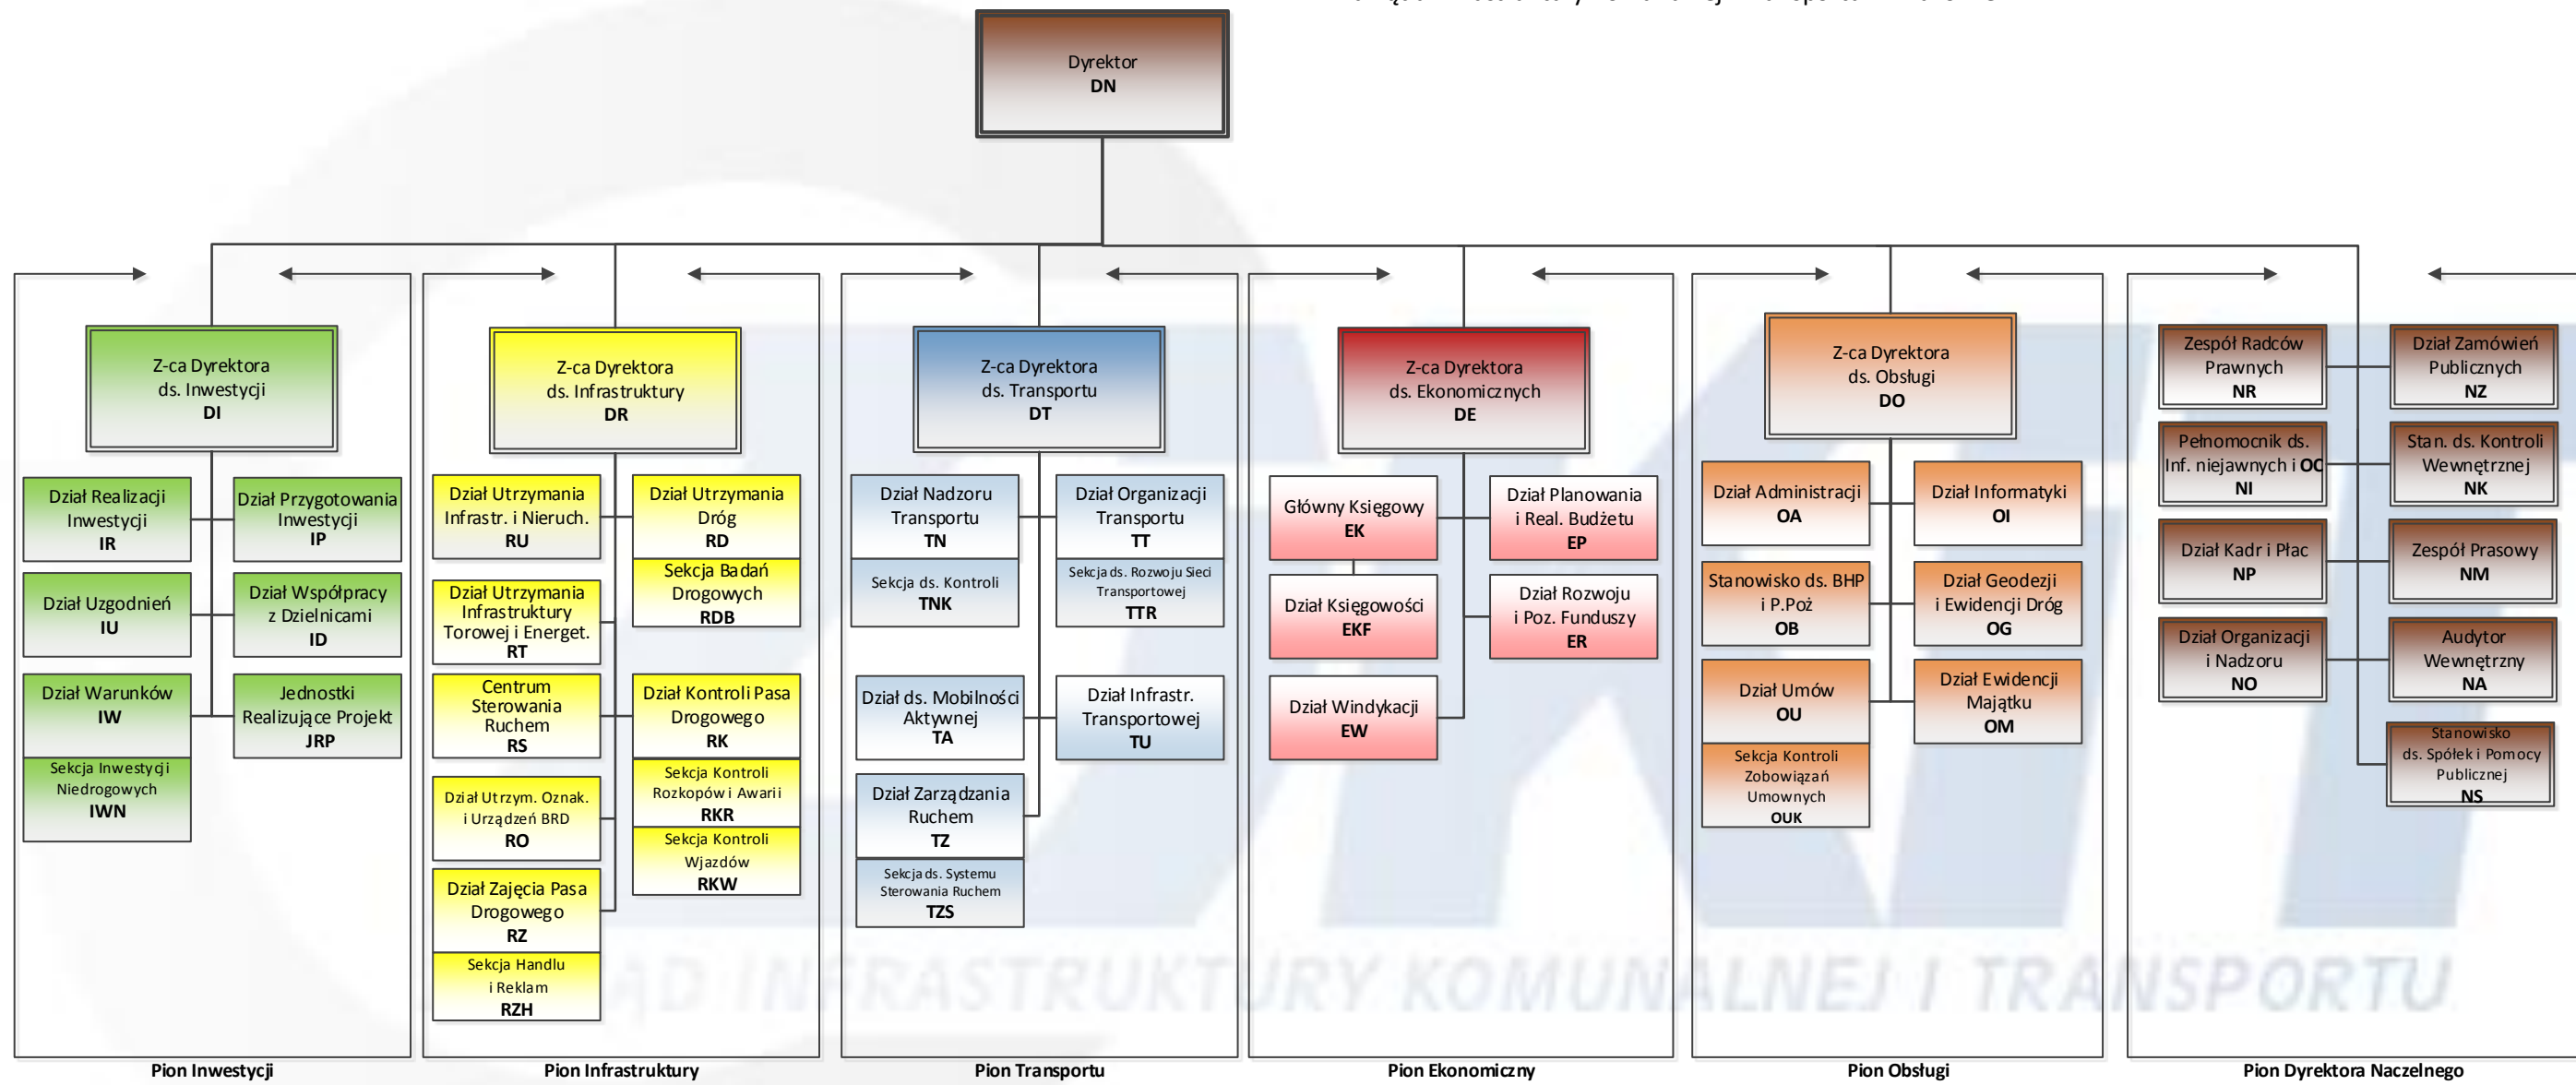 Dyrektor
DN
Z-ca Dyrektora
ds. Inwestycji
DI
Dział Realizacji
Inwestycji
IR
Dział Przygotowania
Inwestycji
IP
Dział Uzgodnień
IU
Dział Współpracy
z Dzielnicami
ID
Dział Warunków
IW
Sekcja Inwestycji
Niedrogowych
IWN
Jednostki
Realizujące Projekt
JRP
Pion Inwestycji
Z-ca Dyrektora
ds. Infrastruktury
DR
Dział Utrzymania
Infrastr. i Nieruch.
RU
Dział Utrzymania
Dróg
RD
Sekcja Badań
Drogowych
RDB
Dział Utrzymania
Infrastruktury
Torowej i Energet.
RT
Centrum
Sterowania
Ruchem
RS
Dział Kontroli Pasa
Drogowego
RK
Sekcja Kontroli
Rozkopów i Awarii
RKR
Sekcja Kontroli
Wjazdów
RKW
Dział Utrzym. Oznak.
i Urządzeń BRD
RO
Dział Zajęcia Pasa
Drogowego
RZ
Sekcja Handlu
i Reklam
RZH
Pion Infrastruktury
Z-ca Dyrektora
ds. Transportu
DT
Dział Nadzoru
Transportu
TN
Sekcja ds. Kontroli
TNK
Dział Organizacji
Transportu
TT
Sekcja ds. Rozwoju Sieci
Transportowej
TTR
Dział ds. Mobilności
Aktywnej
TA
Dział Infrastr.
Transportowej
TU
Dział Zarządzania
Ruchem
TZ
Sekcja ds. Systemu
Sterowania Ruchem
TZS
Pion Transportu
Z-ca Dyrektora
ds. Ekonomicznych
DE
Główny Księgowy
EK
Dział Planowania
i Real. Budżetu
EP
Dział Księgowości
EKF
Dział Rozwoju
i Poz. Funduszy
ER
Dział Windykacji
EW
Pion Ekonomiczny
Z-ca Dyrektora
ds. Obsługi
DO
Dział Administracji
OA
Dział Informatyki
OI
Stanowisko ds. BHP
i P.Poż
OB
Dział Geodezji
i Ewidencji Dróg
OG
Dział Umów
OU
Sekcja Kontroli
Zobowiązań
Umownych
OUK
Dział Ewidencji
Majątku
OM
Pion Obsługi
Zespół Radców
Prawnych
NR
Dział Zamówień
Publicznych
NZ
Pełnomocnik ds.
Inf. niejawnych i OC
NI
Stan. ds. Kontroli
Wewnętrznej
NK
Dział Kadr i Płac
NP
Zespół Prasowy
NM
Dział Organizacji
i Nadzoru
NO
Audytor
Wewnętrzny
NA
Stanowisko
ds. Spółek i Pomocy
Publicznej
NS
Pion Dyrektora Naczelnego
INFRASTRUKTURY KOMUNALNEJ I TRANSPORTU